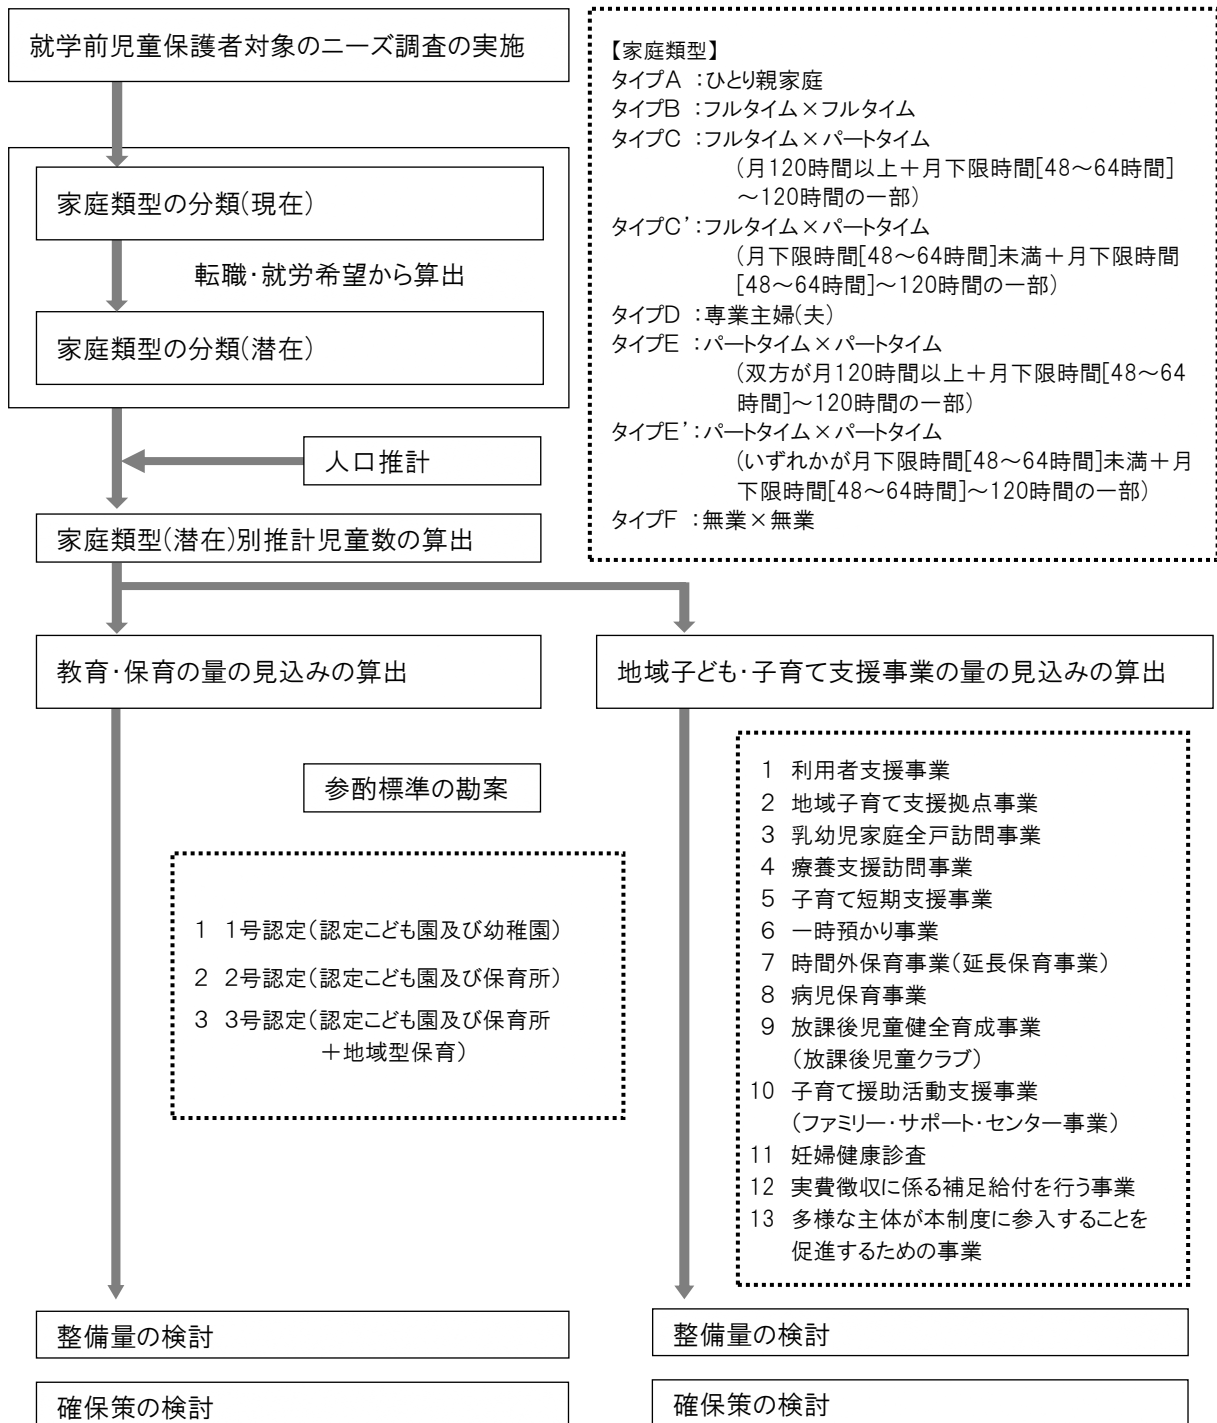 就学前児童保護者対象のニーズ調査の実施
家庭類型の分類(現在)
転職・就労希望から算出
家庭類型の分類(潜在)
人口推計
家庭類型(潜在)別推計児童数の算出
【家庭類型】
タイプA :ひとり親家庭
タイプB :フルタイム×フルタイム
タイプC :フルタイム×パートタイム
(月120時間以上+月下限時間[48~64時間]
~120時間の一部)
タイプC':フルタイム×パートタイム
(月下限時間[48~64時間]未満+月下限時間
[48~64時間]~120時間の一部)
タイプD :専業主婦(夫)
タイプE :パートタイム×パートタイム
(双方が月120時間以上+月下限時間[48~64
時間]~120時間の一部)
タイプE':パートタイム×パートタイム
(いずれかが月下限時間[48~64時間]未満+月
下限時間[48~64時間]~120時間の一部)
タイプF :無業×無業
教育・保育の量の見込みの算出
参酌標準の勘案
1 1号認定(認定こども園及び幼稚園)
2 2号認定(認定こども園及び保育所)
3 3号認定(認定こども園及び保育所
+地域型保育)
整備量の検討
確保策の検討
地域子ども・子育て支援事業の量の見込みの算出
1 利用者支援事業
2 地域子育て支援拠点事業
3 乳幼児家庭全戸訪問事業
4 療養支援訪問事業
5 子育て短期支援事業
6 一時預かり事業
7 時間外保育事業(延長保育事業)
8 病児保育事業
9 放課後児童健全育成事業
(放課後児童クラブ)
10 子育て援助活動支援事業
(ファミリー・サポート・センター事業)
11 妊婦健康診査
12 実費徴収に係る補足給付を行う事業
13 多様な主体が本制度に参入することを
促進するための事業
整備量の検討
確保策の検討